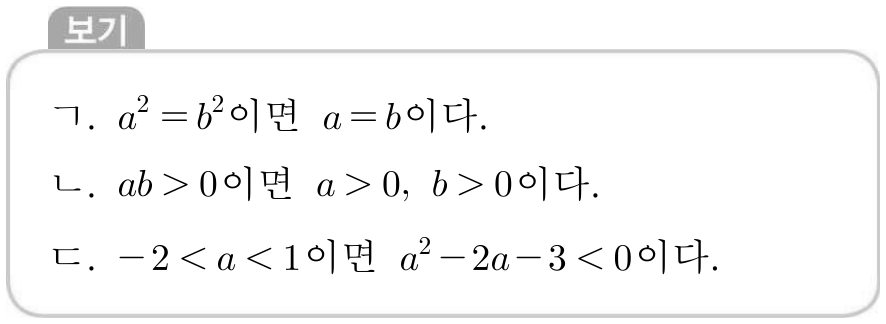 보기
ㄱ. a² = b²이면 a = b이다.
ㄴ. ab > 0이면 a > 0, b > 0이다.
ㄷ. -2 < a < 1이면 a² - 2a - 3 < 0이다.